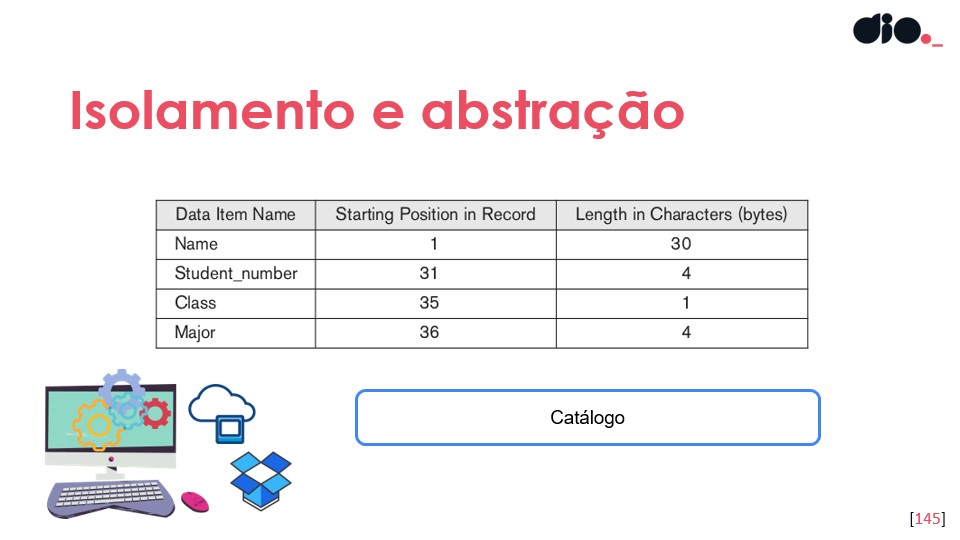 dio._
Isolamento e abstração
Data Item Name Starting Position in Record Length in Characters (bytes)
Name 1 30
Student_number 31 4
Class 35 1
Major 36 4
Catálogo
[145]